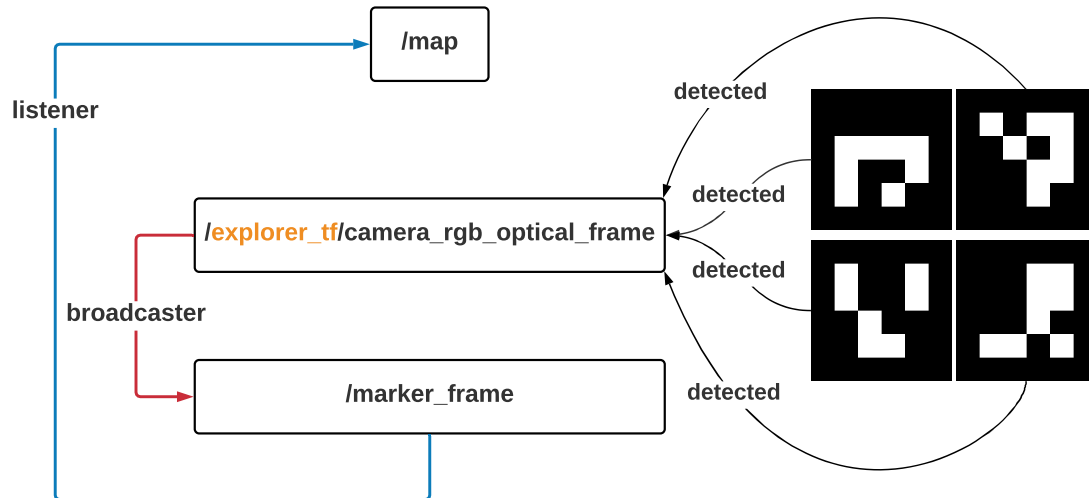 /map
listener
detected
detected
/explorer_tf/camera_rgb_optical_frame
detected
broadcaster
/marker_frame
detected